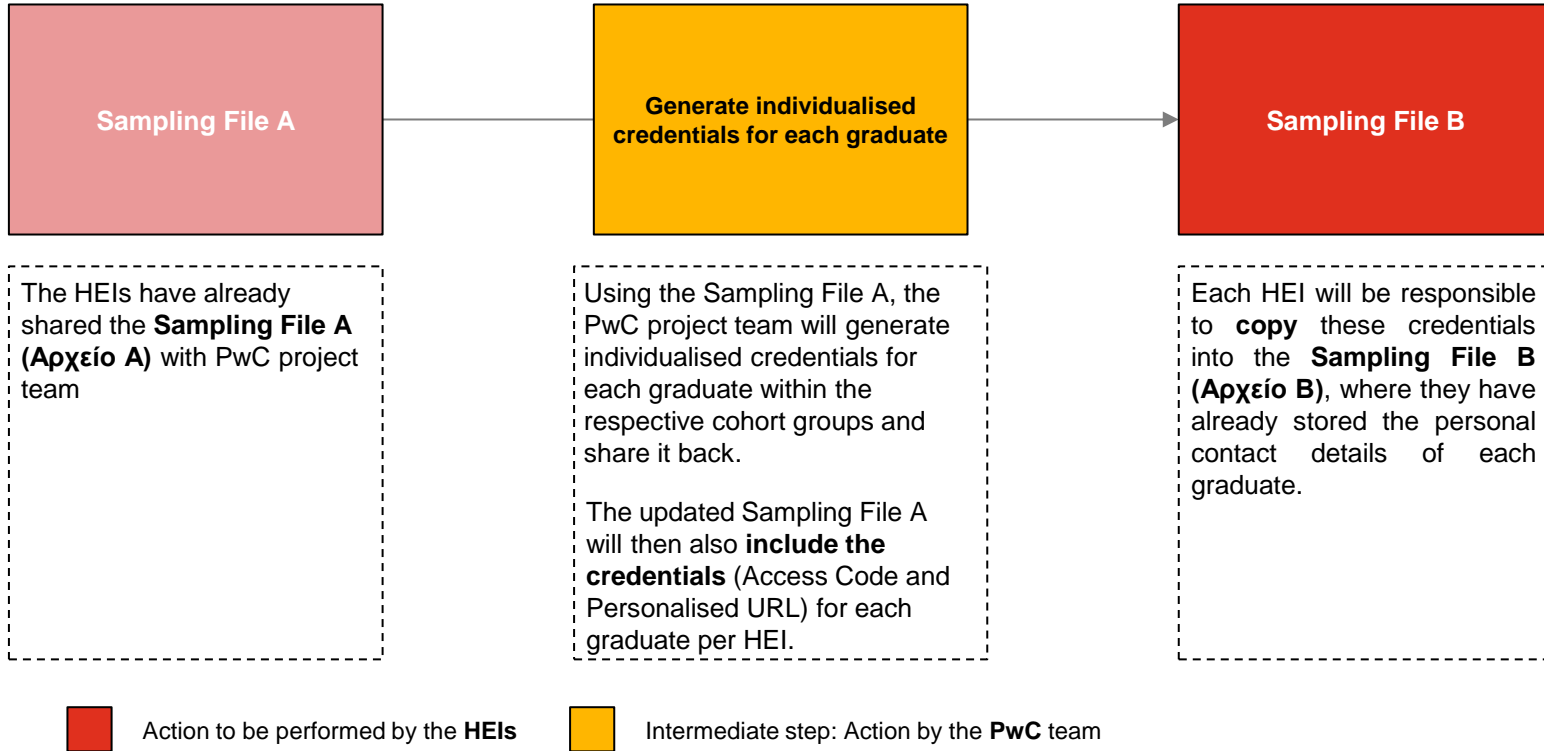 Sampling File A
Generate individualised
credentials for each graduate
Sampling File B
The HEIs have already
shared the Sampling File A
(Αρχείο Α) with PwC project
team
Using the Sampling File A, the
PwC project team will generate
individualised credentials for
each graduate within the
respective cohort groups and
share it back.
The updated Sampling File A
will then also include the
credentials (Access Code and
Personalised URL) for each
graduate per HEI.
Each HEI will be responsible
to copy these credentials
into the Sampling File B
(Αρχείο Β), where they have
already stored the personal
contact details of each
graduate.
Action to be performed by the HEIs
Intermediate step: Action by the PwC team